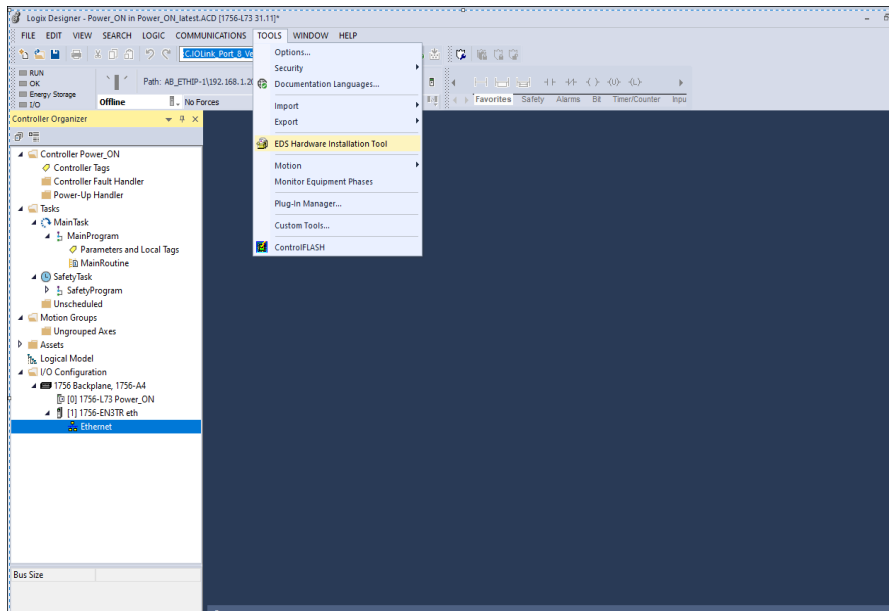 Logix Designer - Power_ON in Power_ON_latest.ACD [1756-L73 31.11]*
FILE EDIT VIEW SEARCH LOGIC COMMUNICATIONS TOOLS WINDOW HELP
RUN
OK
Energy Storage
I/O
Path: AB_ETHIP-1\192.168.1.20
Offline
No Forces
Favorites Safety Alarms Bit Timer/Counter Inpu
Options...
Security
Documentation Languages...
Import
Export
EDS Hardware Installation Tool
Motion
Monitor Equipment Phases
Plug-In Manager...
Custom Tools...
ControlFLASH
Controller Organizer
Controller Power_ON
Controller Tags
Controller Fault Handler
Power-Up Handler
Tasks
MainTask
MainProgram
Parameters and Local Tags
MainRoutine
SafetyTask
SafetyProgram
Unscheduled
Motion Groups
Ungrouped Axes
Assets
Logical Model
I/O Configuration
1756 Backplane, 1756-A4
[0] 1756-L73 Power_ON
[1] 1756-EN3TR eth
Ethernet
Bus Size